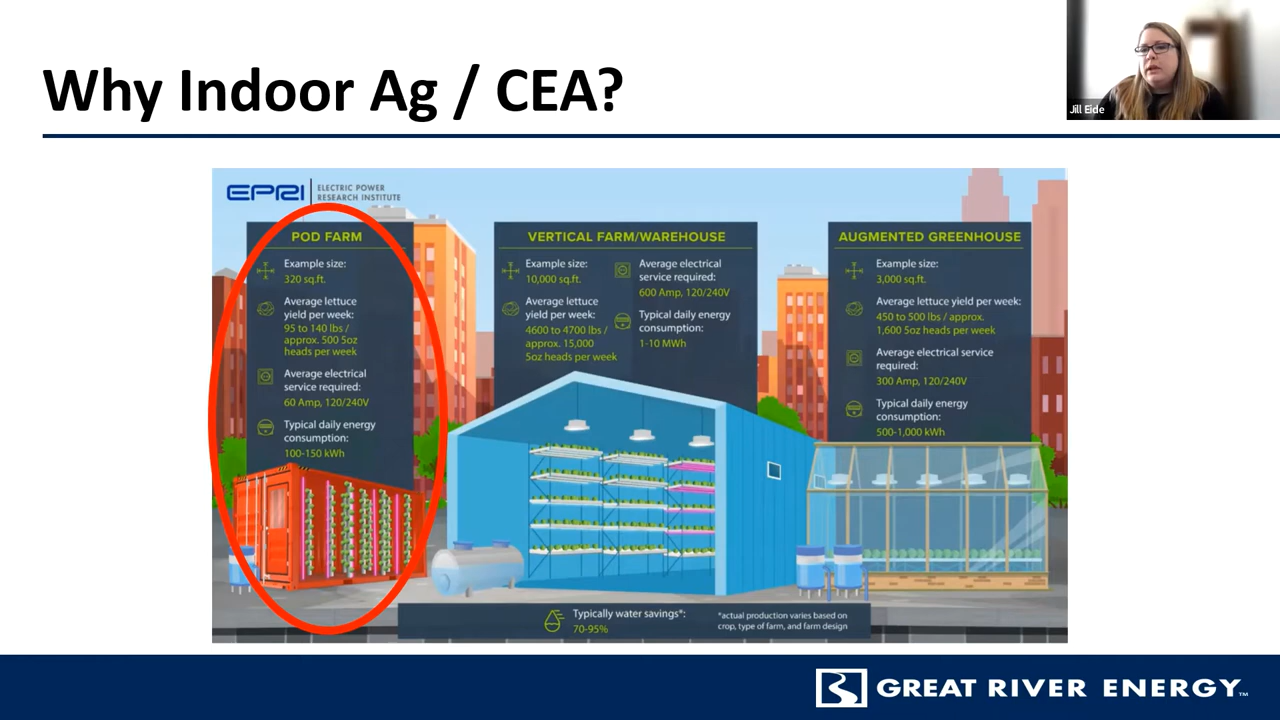 Why Indoor Ag / CEA?
Jill Eide
EPRI
ELECTRIC POWER
RESEARCH INSTITUTE
POD FARM
Example size:
320 sq.ft.
Average lettuce
yield per week:
95 to 140 lbs /
approx. 500 5oz
heads per week
Average electrical
service required:
60 Amp, 120/240V
Typical daily energy
consumption:
100-150 kWh
VERTICAL FARM/WAREHOUSE
Example size:
10,000 sq.ft.
Average lettuce
yield per week:
4600 to 4700 lbs /
approx. 15,000
5oz heads per week
Average electrical
service required:
600 Amp, 120/240V
Typical daily energy
consumption:
1-10 MWh
AUGMENTED GREENHOUSE
Example size:
3,000 sq.ft.
Average lettuce yield per week:
450 to 500 lbs / approx.
1,600 5oz heads per week
Average electrical service
required:
300 Amp, 120/240V
Typical daily energy
consumption:
500-1,000 kWh
Typically water savings*:
70-95%
*actual production varies based on
crop, type of farm, and farm design
GREAT RIVER ENERGY™